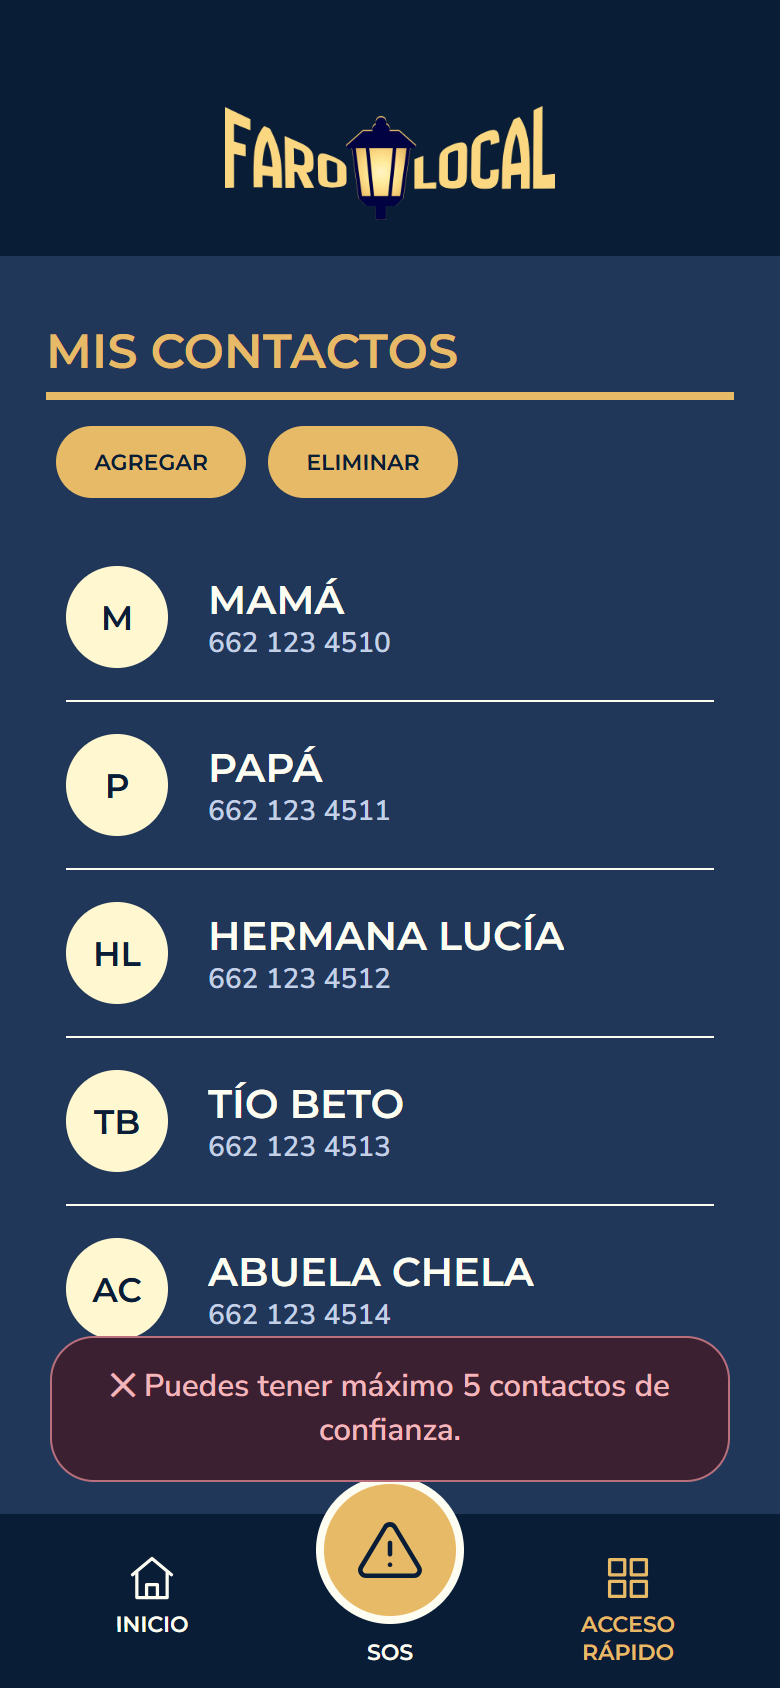 FARO LOCAL
MIS CONTACTOS
AGREGAR
ELIMINAR
M
MAMÁ
662 123 4510
P
PAPÁ
662 123 4511
HL
HERMANA LUCÍA
662 123 4512
TB
TÍO BETO
662 123 4513
AC
ABUELA CHELA
662 123 4514
✕ Puedes tener máximo 5 contactos de
confianza.
INICIO
SOS
ACCESO
RÁPIDO